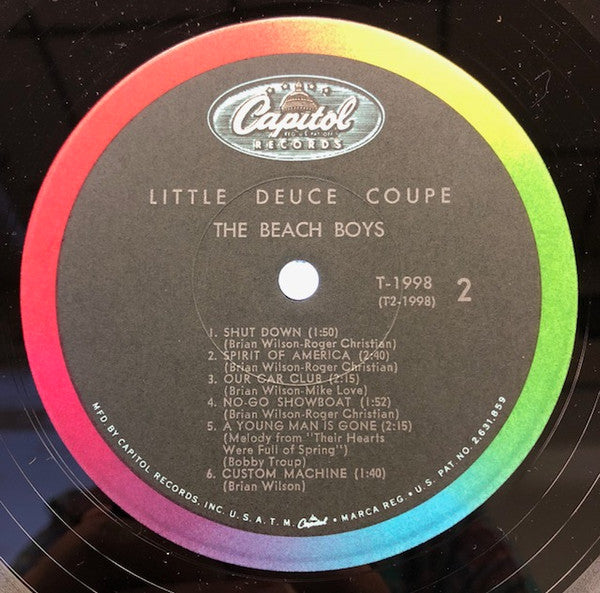 Capitol
REG. U.S. PAT. OFF.
RECORDS
LITTLE DEUCE COUPE
THE BEACH BOYS
T-1998
(T2-1998)
2
1. SHUT DOWN (1:50)
(Brian Wilson-Roger Christian)
2. SPIRIT OF AMERICA (2:40)
(Brian Wilson-Roger Christian)
3. OUR CAR CLUB (2:15)
(Brian Wilson-Mike Love)
4. NO-GO SHOWBOAT (1:52)
(Brian Wilson-Roger Christian)
5. A YOUNG MAN IS GONE (2:15)
(Melody from "Their Hearts
Were Full of Spring")
(Bobby Troup)
6. CUSTOM MACHINE (1:40)
(Brian Wilson)
MFD. BY CAPITOL RECORDS, INC. U.S.A. T.M. Capitol • MARCA REG. • U.S. PAT. NO. 2,631,859